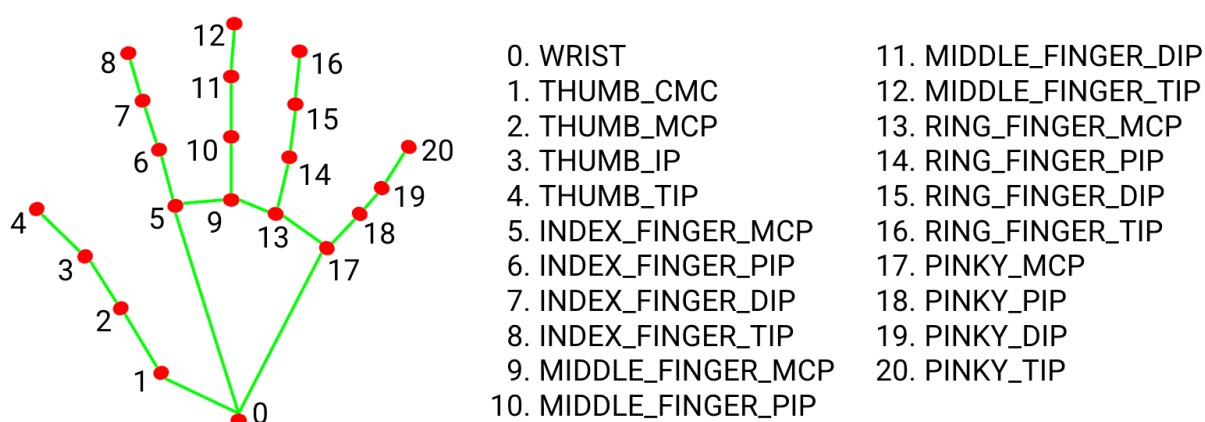 12
8
16
11
7
15
10
6
20
14
19
4
5
9
18
13
3
17
2
1
0
0. WRIST
1. THUMB_CMC
2. THUMB_MCP
3. THUMB_IP
4. THUMB_TIP
5. INDEX_FINGER_MCP
6. INDEX_FINGER_PIP
7. INDEX_FINGER_DIP
8. INDEX_FINGER_TIP
9. MIDDLE_FINGER_MCP
10. MIDDLE_FINGER_PIP
11. MIDDLE_FINGER_DIP
12. MIDDLE_FINGER_TIP
13. RING_FINGER_MCP
14. RING_FINGER_PIP
15. RING_FINGER_DIP
16. RING_FINGER_TIP
17. PINKY_MCP
18. PINKY_PIP
19. PINKY_DIP
20. PINKY_TIP